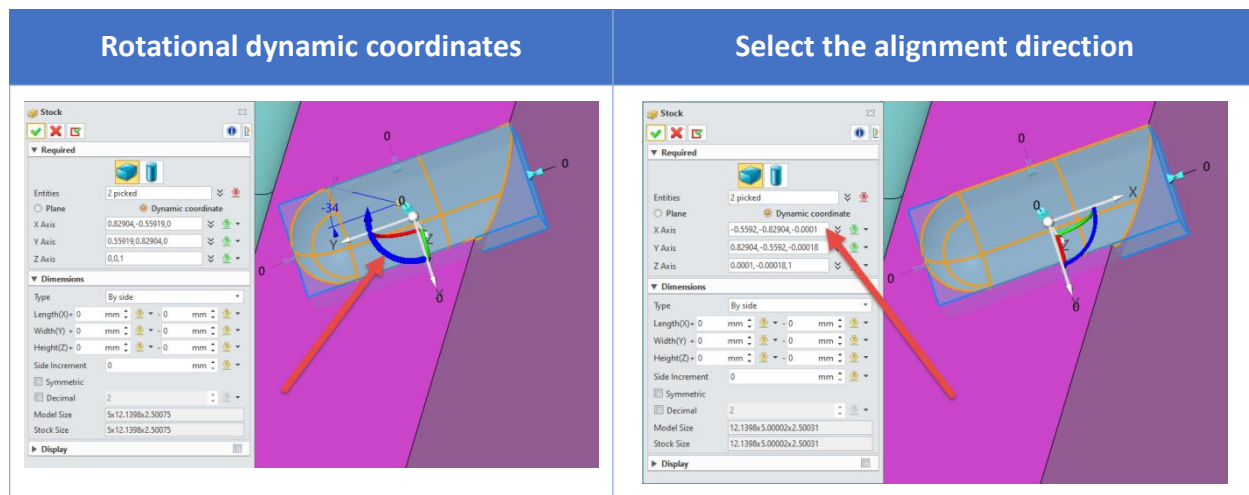 Rotational dynamic coordinates
Select the alignment direction
Stock
Required
Entities 2 picked
Plane Dynamic coordinate
X Axis 0.82904,-0.55919,0
Y Axis 0.55919,0.82904,0
Z Axis 0,0,1
Dimensions
Type By side
Length(X)+ 0 mm - 0 mm
Width(Y) + 0 mm - 0 mm
Height(Z)+ 0 mm - 0 mm
Side Increment 0 mm
Symmetric
Decimal 2
Model Size 5x12.1398x2.50075
Stock Size 5x12.1398x2.50075
Display
0
0
-34
0
Y
Z
0
X
0
Stock
Required
Entities 2 picked
Plane Dynamic coordinate
X Axis -0.5592,-0.82904,-0.0001
Y Axis 0.82904,-0.5592,-0.00018
Z Axis 0.0001,-0.00018,1
Dimensions
Type By side
Length(X)+ 0 mm - 0 mm
Width(Y) + 0 mm - 0 mm
Height(Z)+ 0 mm - 0 mm
Side Increment 0 mm
Symmetric
Decimal 2
Model Size 12.1398x5.00002x2.50031
Stock Size 12.1398x5.00002x2.50031
Display
0
0
X
0
Z
0
Y
0